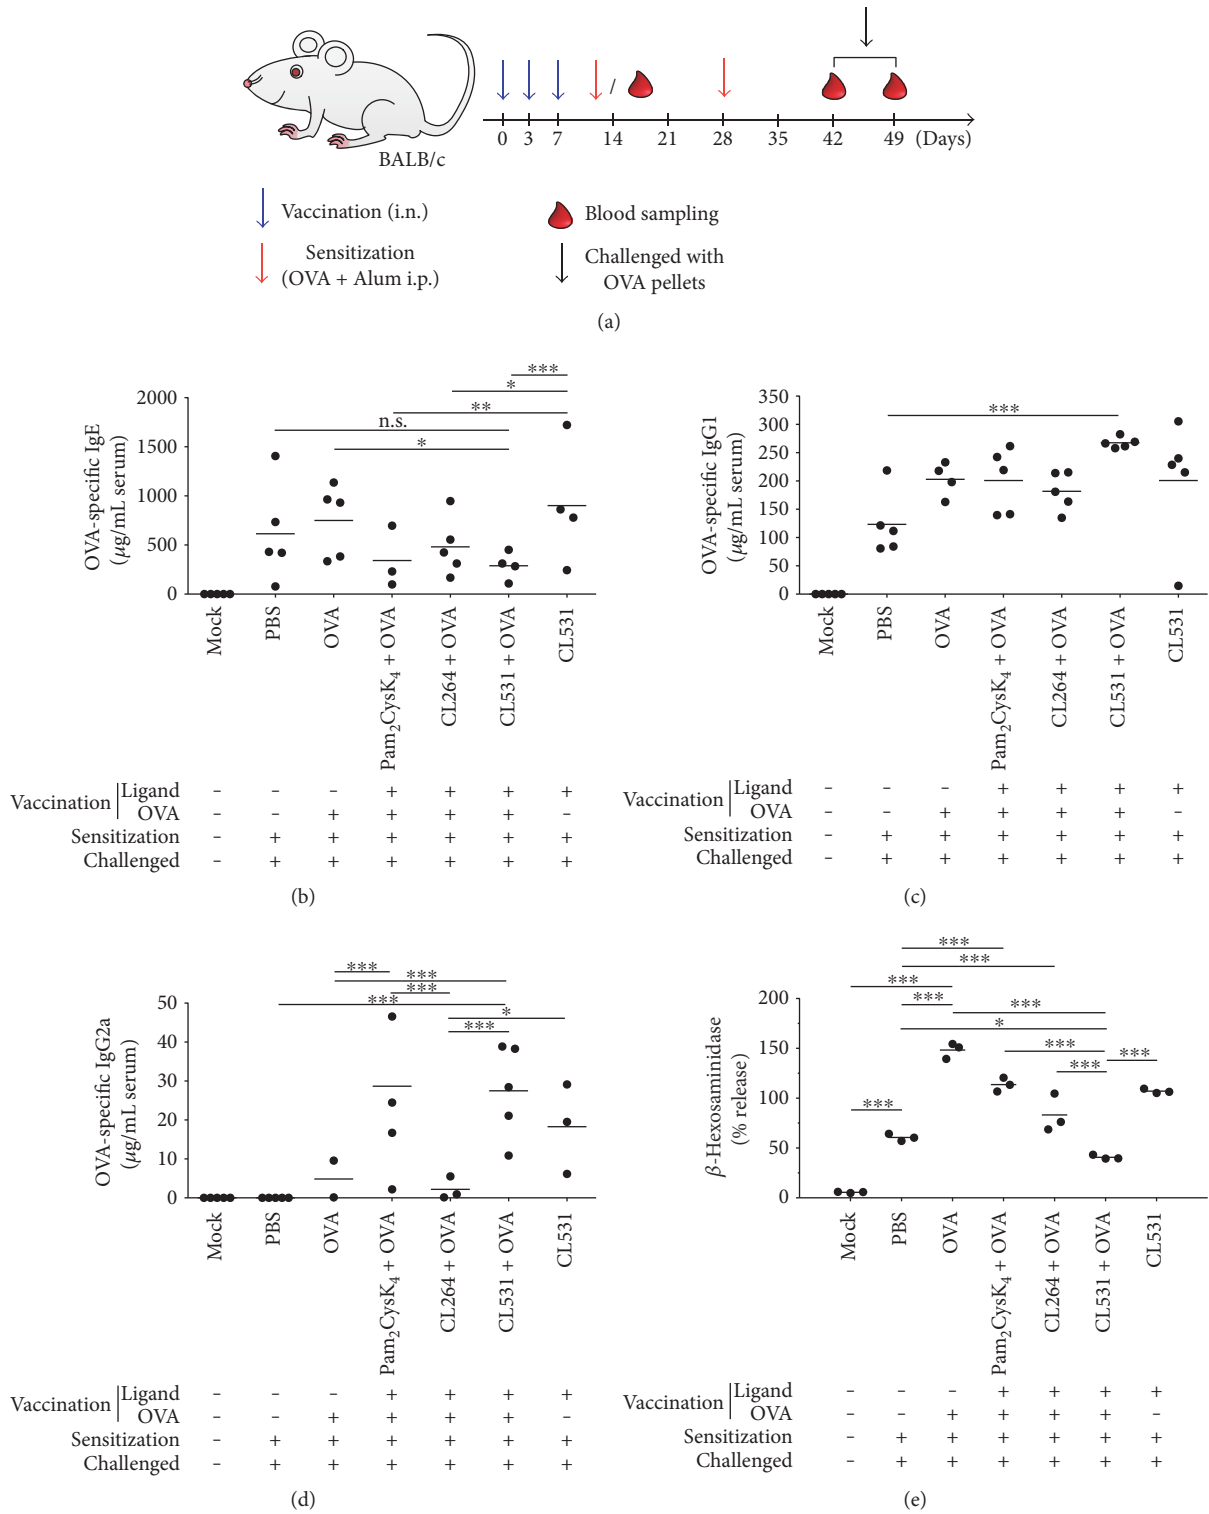 /
0 3 7 14 21 28 35 42 49 (Days)
BALB/c
Vaccination (i.n.)
Blood sampling
Sensitization
(OVA + Alum i.p.)
Challenged with
OVA pellets
(a)
***
*
**
n.s.
*
OVA-specific IgE
(μg/mL serum)
2000
1500
1000
500
0
Mock
PBS
OVA
Pam₂CysK₄ + OVA
CL264 + OVA
CL531 + OVA
CL531
Vaccination
Ligand – – – + + + +
OVA – – + + + + –
Sensitization – + + + + + +
Challenged – + + + + + +
(b)
***
OVA-specific IgG1
(μg/mL serum)
350
300
250
200
150
100
50
0
Mock
PBS
OVA
Pam₂CysK₄ + OVA
CL264 + OVA
CL531 + OVA
CL531
Vaccination
Ligand – – – + + + +
OVA – – + + + + –
Sensitization – + + + + + +
Challenged – + + + + + +
(c)
***
***
***
***
*
***
OVA-specific IgG2a
(μg/mL serum)
50
40
30
20
10
0
Mock
PBS
OVA
Pam₂CysK₄ + OVA
CL264 + OVA
CL531 + OVA
CL531
Vaccination
Ligand – – – + + + +
OVA – – + + + + –
Sensitization – + + + + + +
Challenged – + + + + + +
(d)
***
***
***
***
***
*
***
***
***
***
β-Hexosaminidase
(% release)
200
150
100
50
0
Mock
PBS
OVA
Pam₂CysK₄ + OVA
CL264 + OVA
CL531 + OVA
CL531
Vaccination
Ligand – – – + + + +
OVA – – + + + + –
Sensitization – + + + + + +
Challenged – + + + + + +
(e)